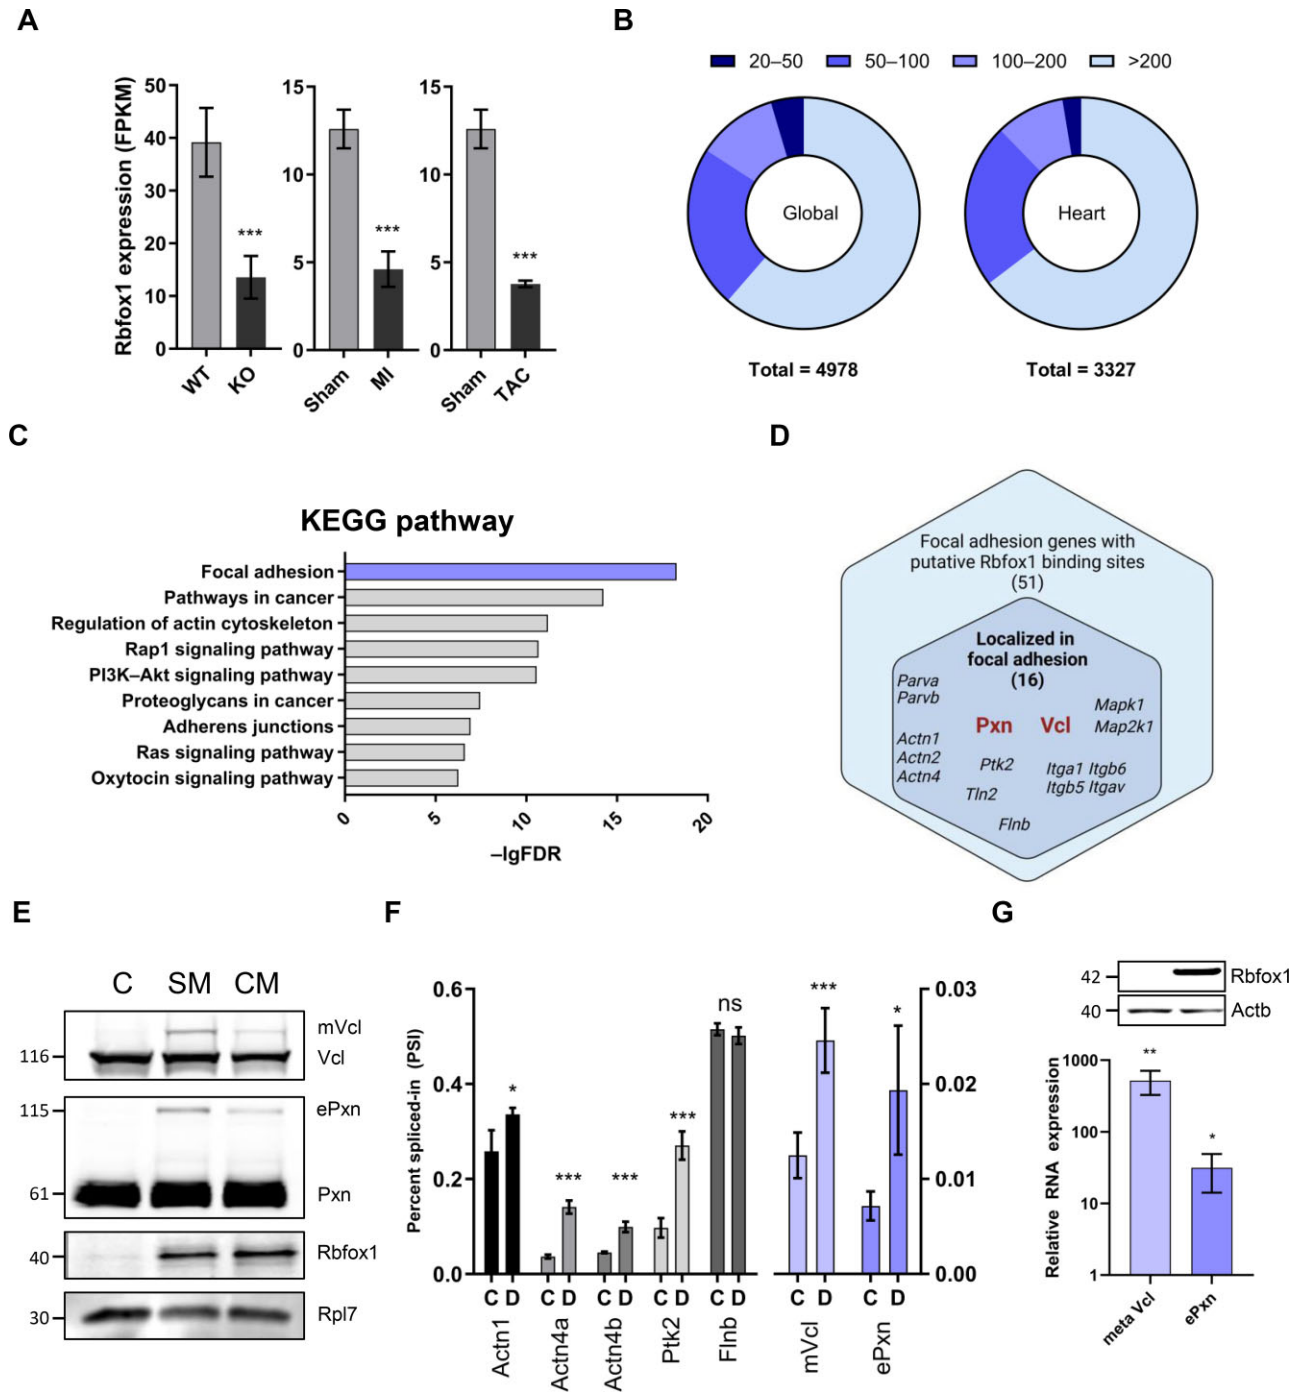 A
Rbfox1 expression (FPKM)
50
40
30
20
10
0
***
WT
KO
15
10
5
0
***
Sham
MI
15
10
5
0
***
Sham
TAC
B
20–50
50–100
100–200
>200
Global
Heart
Total = 4978
Total = 3327
C
KEGG pathway
Focal adhesion
Pathways in cancer
Regulation of actin cytoskeleton
Rap1 signaling pathway
PI3K–Akt signaling pathway
Proteoglycans in cancer
Adherens junctions
Ras signaling pathway
Oxytocin signaling pathway
0
5
10
15
20
–lgFDR
D
Focal adhesion genes with
putative Rbfox1 binding sites
(51)
Localized in
focal adhesion
(16)
Parva
Parvb
Mapk1
Map2k1
Pxn
Vcl
Actn1
Actn2
Actn4
Ptk2
Itga1 Itgb6
Itgb5 Itgav
Tln2
Flnb
E
C
SM
CM
mVcl
116
Vcl
115
ePxn
61
Pxn
40
Rbfox1
30
Rpl7
F
Percent spliced-in (PSI)
0.6
0.4
0.2
0.0
*
***
***
***
ns
***
*
0.03
0.02
0.01
0.00
C D
C D
C D
C D
C D
C D
C D
Actn1
Actn4a
Actn4b
Ptk2
Flnb
mVcl
ePxn
G
42
Rbfox1
40
Actb
Relative RNA expression
1000
100
10
1
**
*
meta Vcl
ePxn